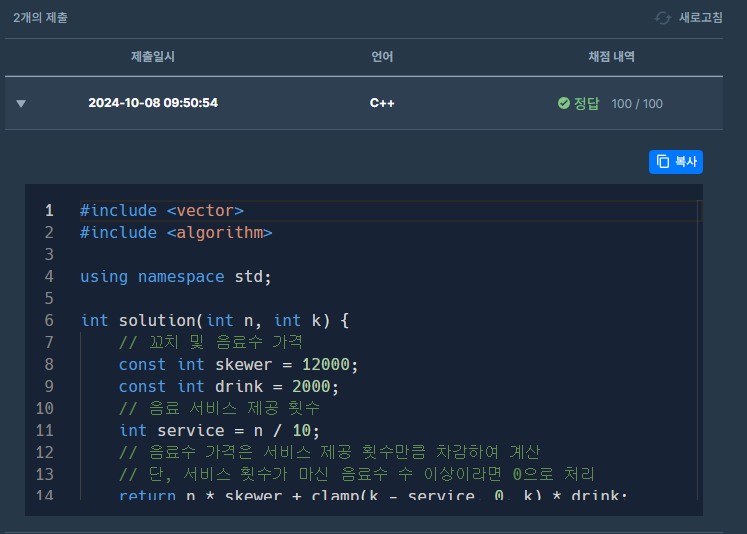 2개의 제출
새로고침
제출일시 언어 채점 내역
▼ 2024-10-08 09:50:54 C++ 정답 100 / 100
복사
1 #include <vector>
2 #include <algorithm>
3
4 using namespace std;
5
6 int solution(int n, int k) {
7 // 꼬치 및 음료수 가격
8 const int skewer = 12000;
9 const int drink = 2000;
10 // 음료 서비스 제공 횟수
11 int service = n / 10;
12 // 음료수 가격은 서비스 제공 횟수만큼 차감하여 계산
13 // 단, 서비스 횟수가 마신 음료수 수 이상이라면 0으로 처리
14 return n * skewer + clamp(k - service, 0, k) * drink;